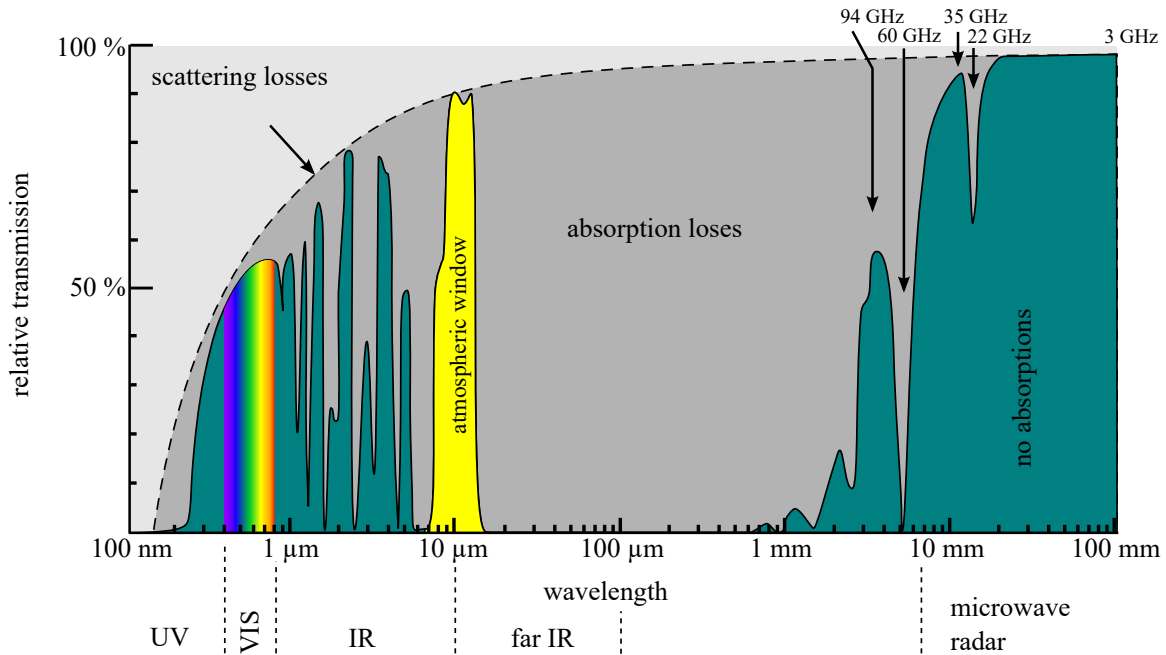 94 GHz
35 GHz
60 GHz
22 GHz
3 GHz
100 %
scattering losses
absorption loses
50 %
relative transmission
atmospheric window
no absorptions
100 nm
1 µm
10 µm
100 µm
1 mm
10 mm
100 mm
wavelength
UV
VIS
IR
far IR
microwave
radar